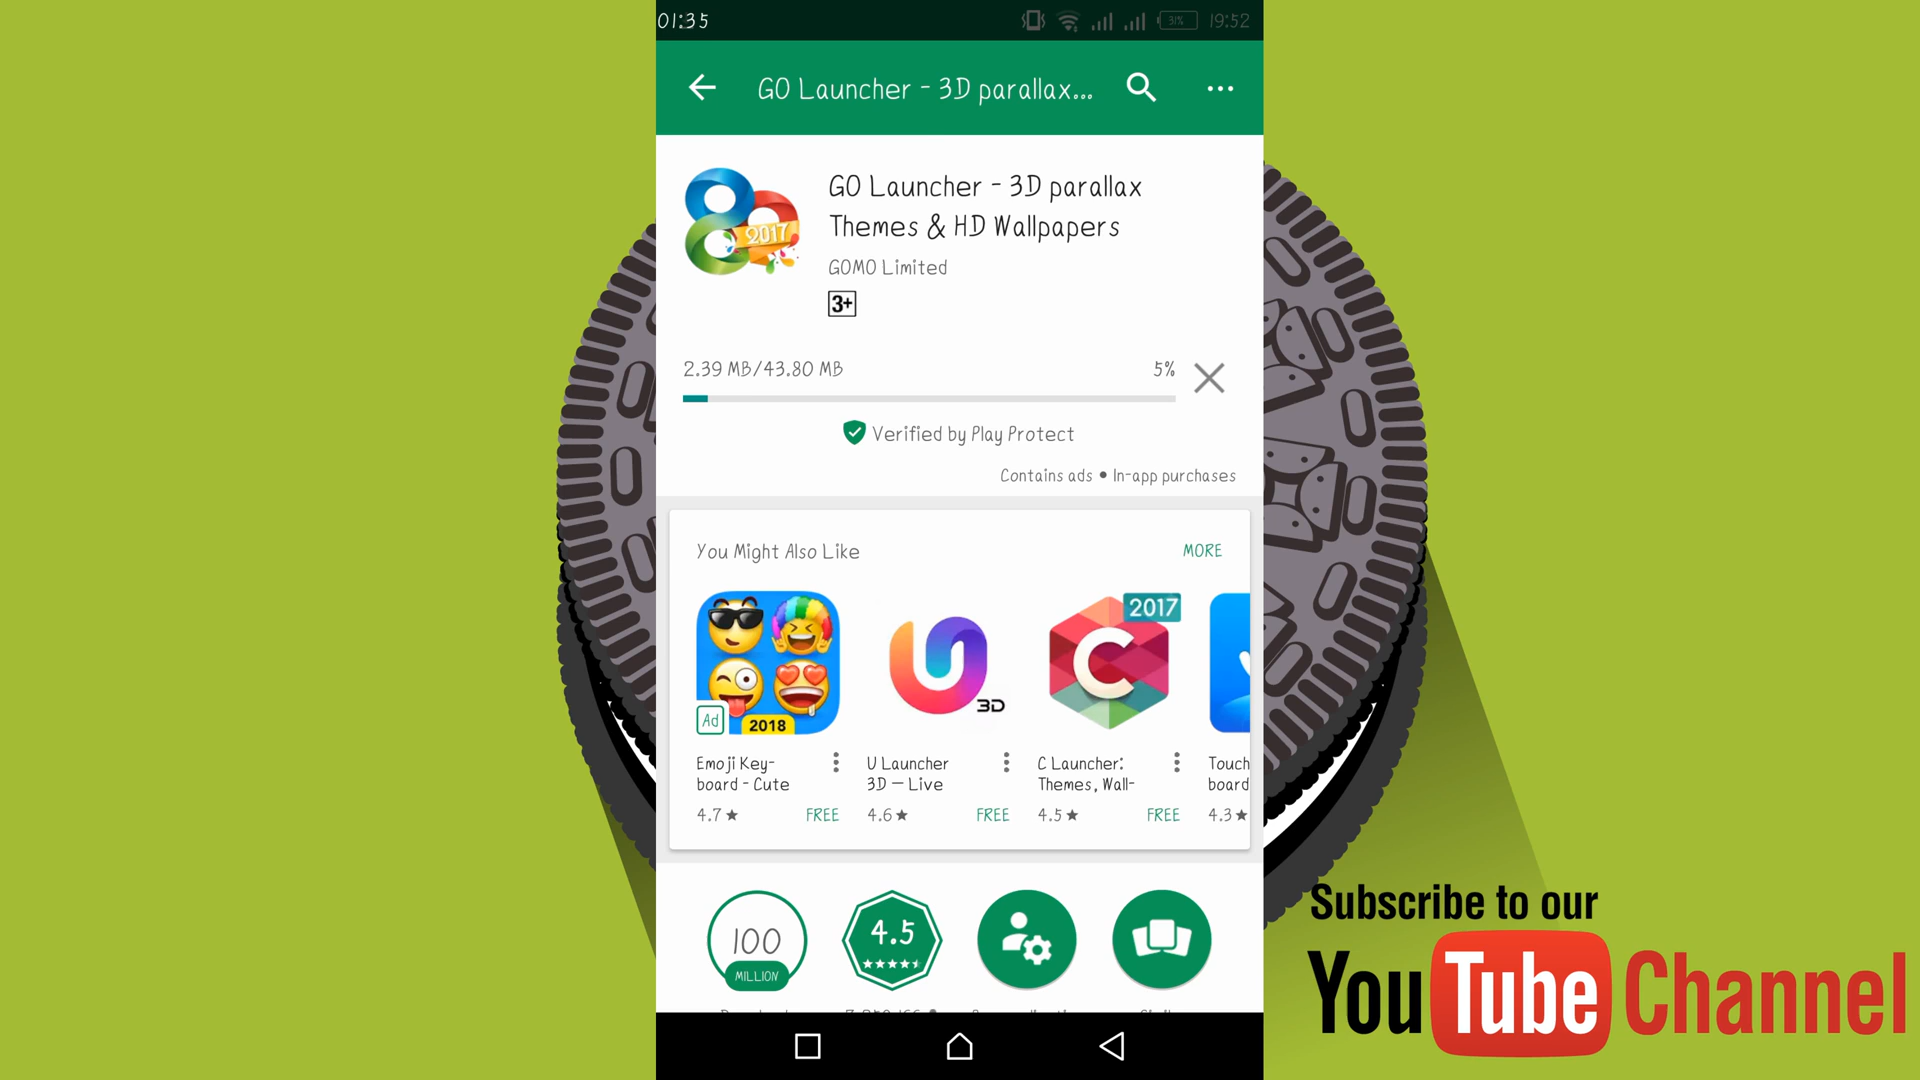 01:35
31%
19:52
GO Launcher - 3D parallax...
GO Launcher - 3D parallax
Themes & HD Wallpapers
2017
GOMO Limited
3+
2.39 MB/43.80 MB
5%
Verified by Play Protect
Contains ads • In-app purchases
You Might Also Like
MORE
Ad
2018
3D
C
2017
Emoji Key-
board - Cute
U Launcher
3D – Live
C Launcher:
Themes, Wall-
Touch
board
4.7 ★
FREE
4.6 ★
FREE
4.5 ★
FREE
4.3 ★
100
MILLION
4.5
Subscribe to our
YouTube Channel